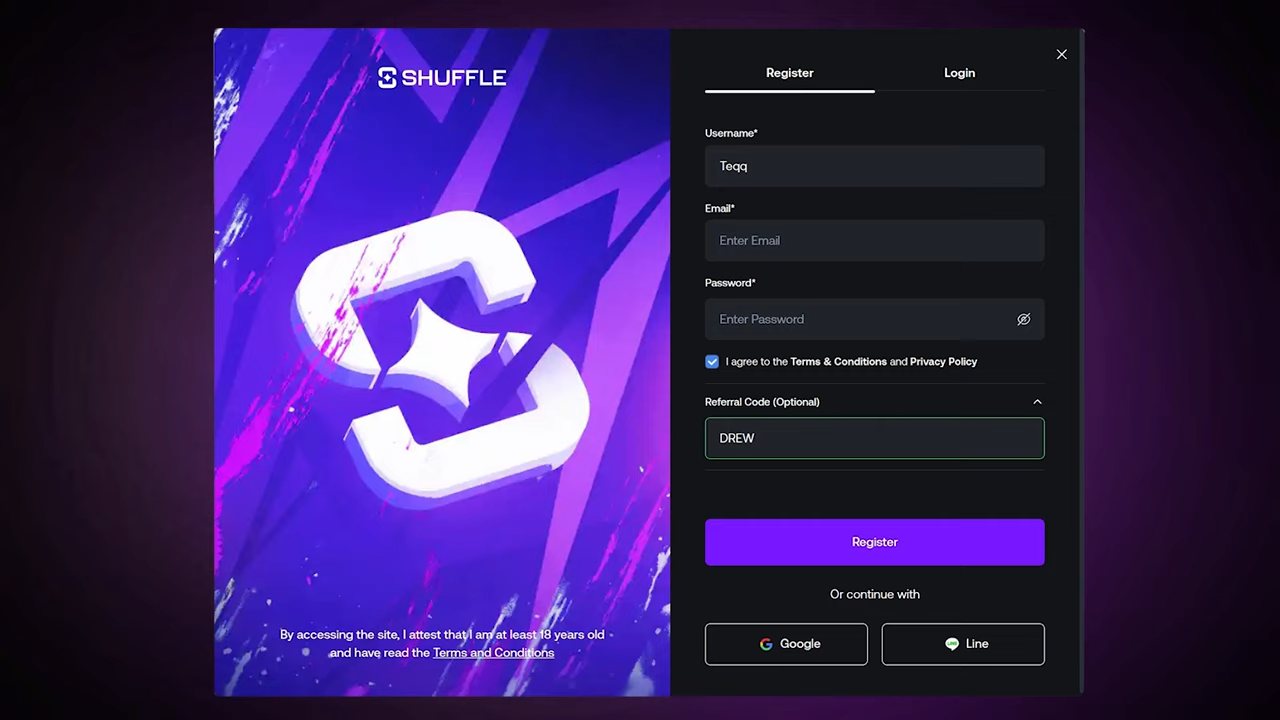 SHUFFLE
By accessing the site, I attest that I am at least 18 years old
and have read the Terms and Conditions
Register
Login
Username*
Teqq
Email*
Enter Email
Password*
Enter Password
I agree to the Terms & Conditions and Privacy Policy
Referral Code (Optional)
DREW
Register
Or continue with
Google
Line